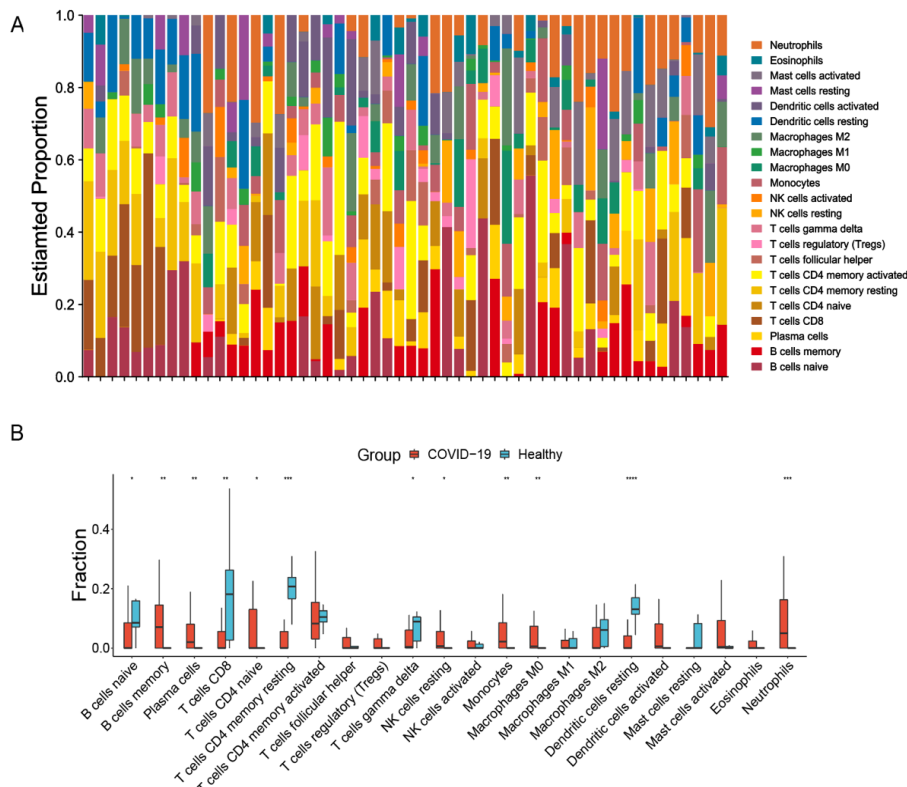 A
Estiamted Proportion
1.0
0.8
0.6
0.4
0.2
0.0
Neutrophils
Eosinophils
Mast cells activated
Mast cells resting
Dendritic cells activated
Dendritic cells resting
Macrophages M2
Macrophages M1
Macrophages M0
Monocytes
NK cells activated
NK cells resting
T cells gamma delta
T cells regulatory (Tregs)
T cells follicular helper
T cells CD4 memory activated
T cells CD4 memory resting
T cells CD4 naive
T cells CD8
Plasma cells
B cells memory
B cells naive
B
Group COVID-19 Healthy
* ** ** ** * *** * * ** ** **** ***
Fraction
0.4
0.2
0.0
B cells naive
B cells memory
Plasma cells
T cells CD8
T cells CD4 naive
T cells CD4 memory resting
T cells CD4 memory activated
T cells follicular helper
T cells regulatory (Tregs)
T cells gamma delta
NK cells resting
NK cells activated
Monocytes
Macrophages M0
Macrophages M1
Macrophages M2
Dendritic cells resting
Dendritic cells activated
Mast cells resting
Mast cells activated
Eosinophils
Neutrophils